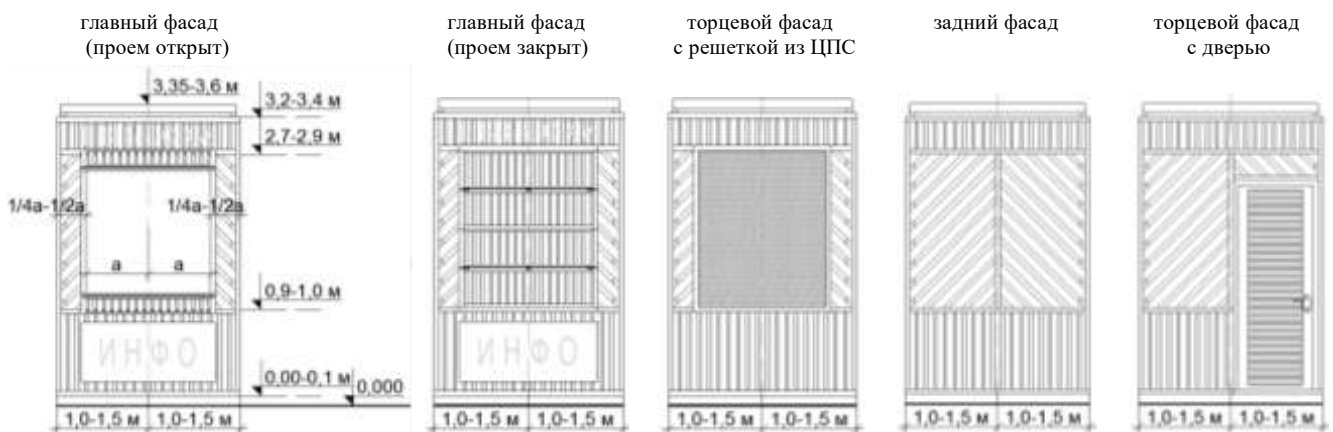 главный фасад
(проем открыт)
главный фасад
(проем закрыт)
торцевой фасад
с решеткой из ЦПС
задний фасад
торцевой фасад
с дверью
3,35-3,6 м
3,2-3,4 м
2,7-2,9 м
1/4а-1/2а
1/4а-1/2а
а
а
0,9-1,0 м
ИНФО
0,00-0,1 м
0,000
1,0-1,5 м
1,0-1,5 м
ИНФО
1,0-1,5 м
1,0-1,5 м
1,0-1,5 м
1,0-1,5 м
1,0-1,5 м
1,0-1,5 м
1,0-1,5 м
1,0-1,5 м